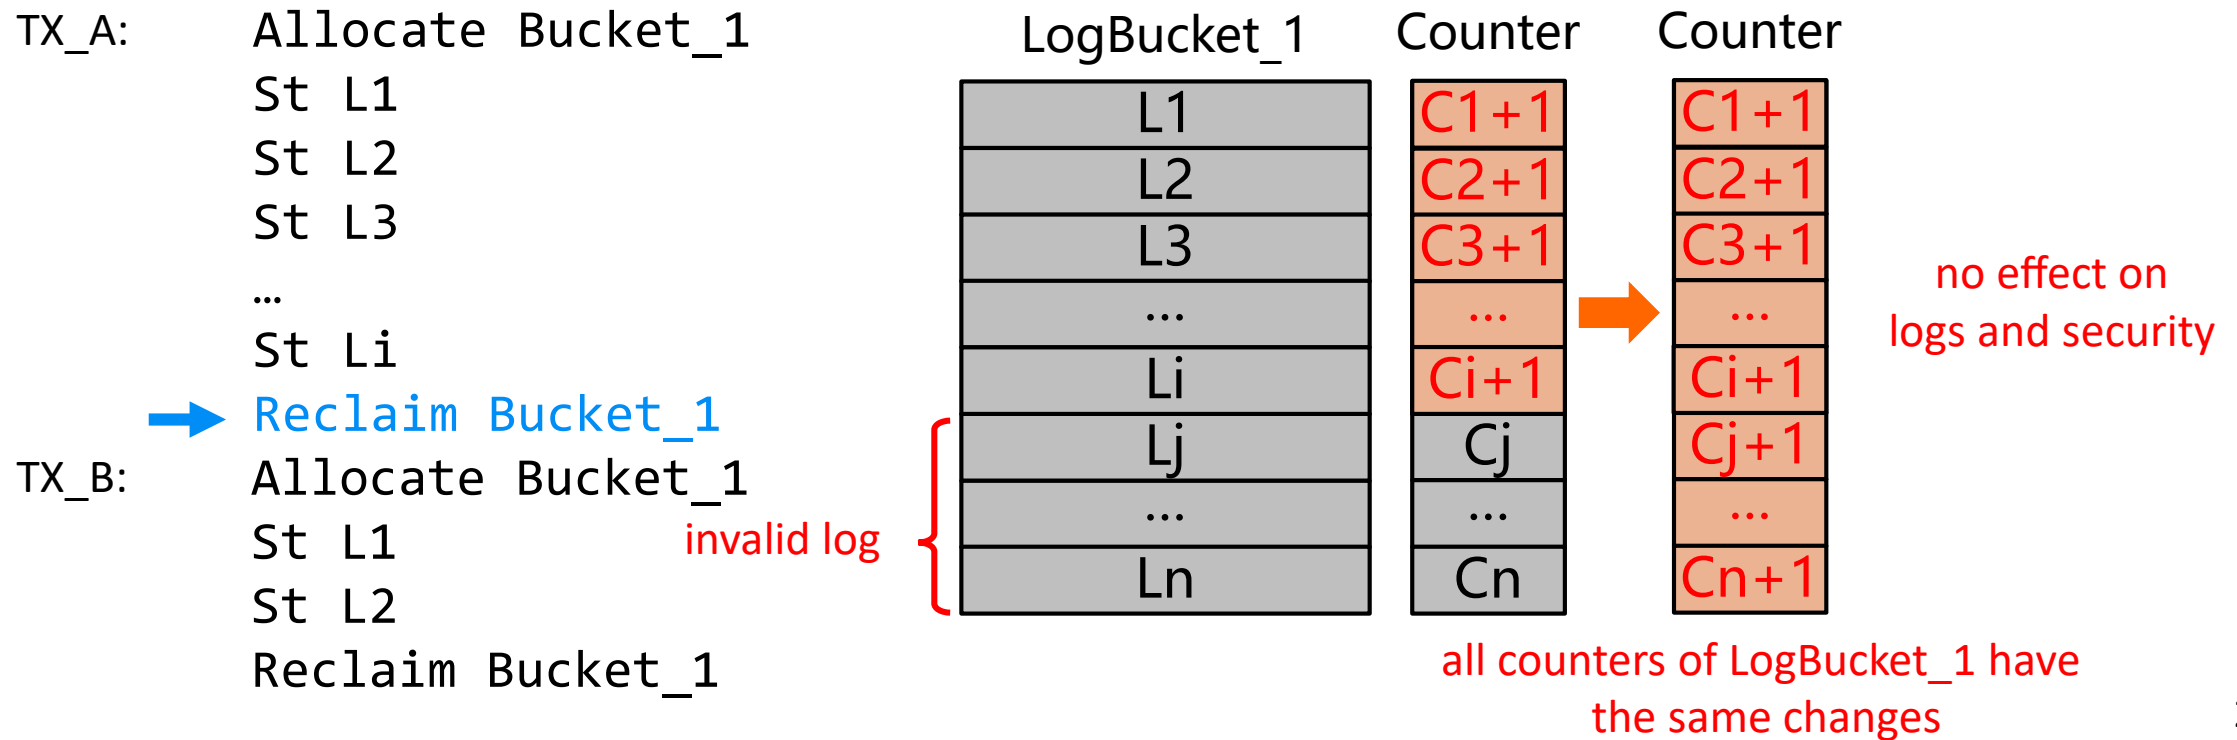 TX_A: Allocate Bucket_1
St L1
St L2
St L3
…
St Li
Reclaim Bucket_1
TX_B: Allocate Bucket_1
St L1
St L2
Reclaim Bucket_1
invalid log
LogBucket_1
L1
L2
L3
...
Li
Lj
...
Ln
Counter
C1+1
C2+1
C3+1
...
Ci+1
Cj
...
Cn
Counter
C1+1
C2+1
C3+1
...
Ci+1
Cj+1
...
Cn+1
no effect on
logs and security
all counters of LogBucket_1 have
the same changes